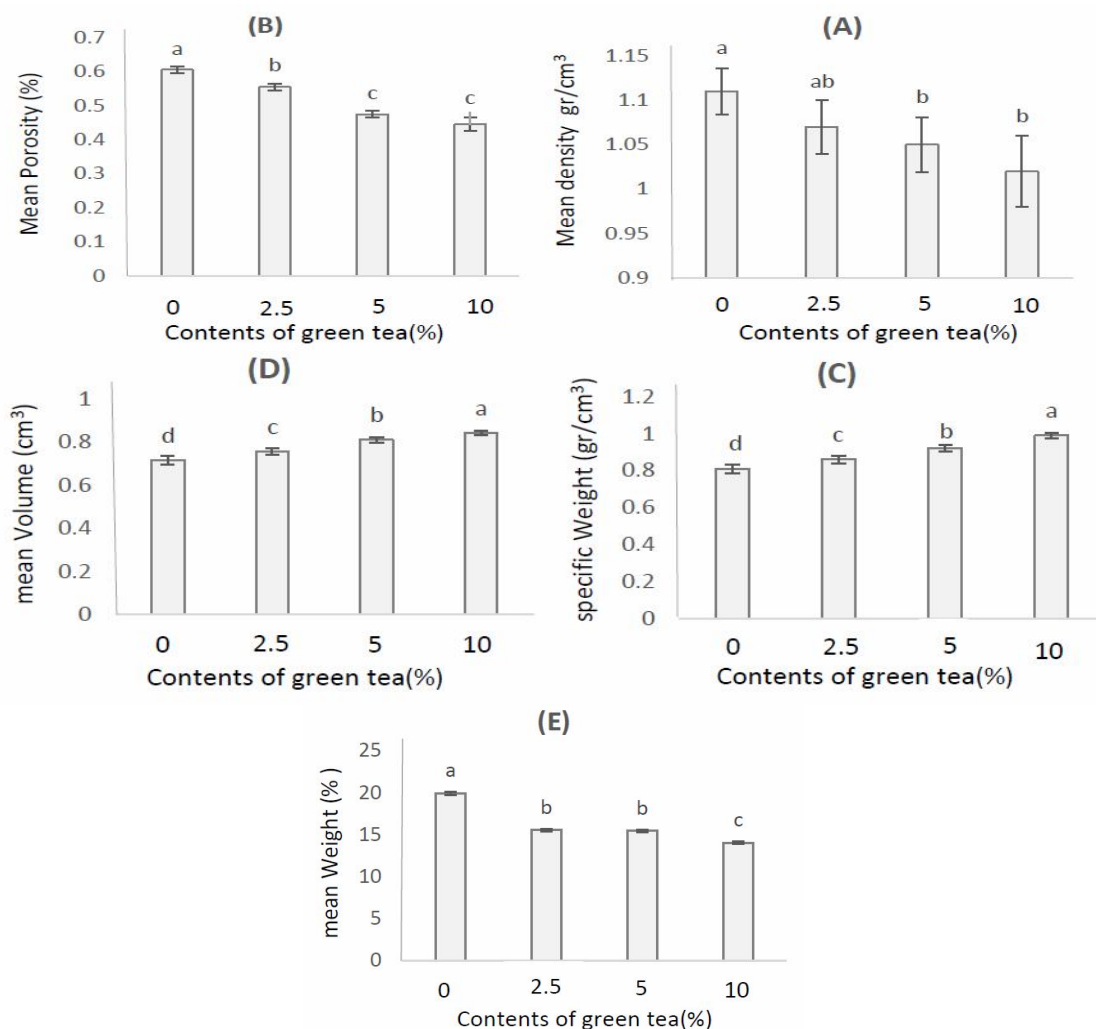 (B)
Mean Porosity (%)
0.7
0.6
0.5
0.4
0.3
0.2
0.1
0
a
b
c
c
0
2.5
5
10
Contents of green tea(%)
(A)
Mean density gr/cm³
1.15
1.1
1.05
1
0.95
0.9
a
ab
b
b
0
2.5
5
10
Contents of green tea(%)
(D)
mean Volume (cm³)
1
0.8
0.6
0.4
0.2
0
d
c
b
a
0
2.5
5
10
Contents of green tea(%)
(C)
specific Weight (gr/cm³)
1.2
1
0.8
0.6
0.4
0.2
0
d
c
b
a
0
2.5
5
10
Contents of green tea(%)
(E)
mean Weight (% )
25
20
15
10
5
0
a
b
b
c
0
2.5
5
10
Contents of green tea(%)